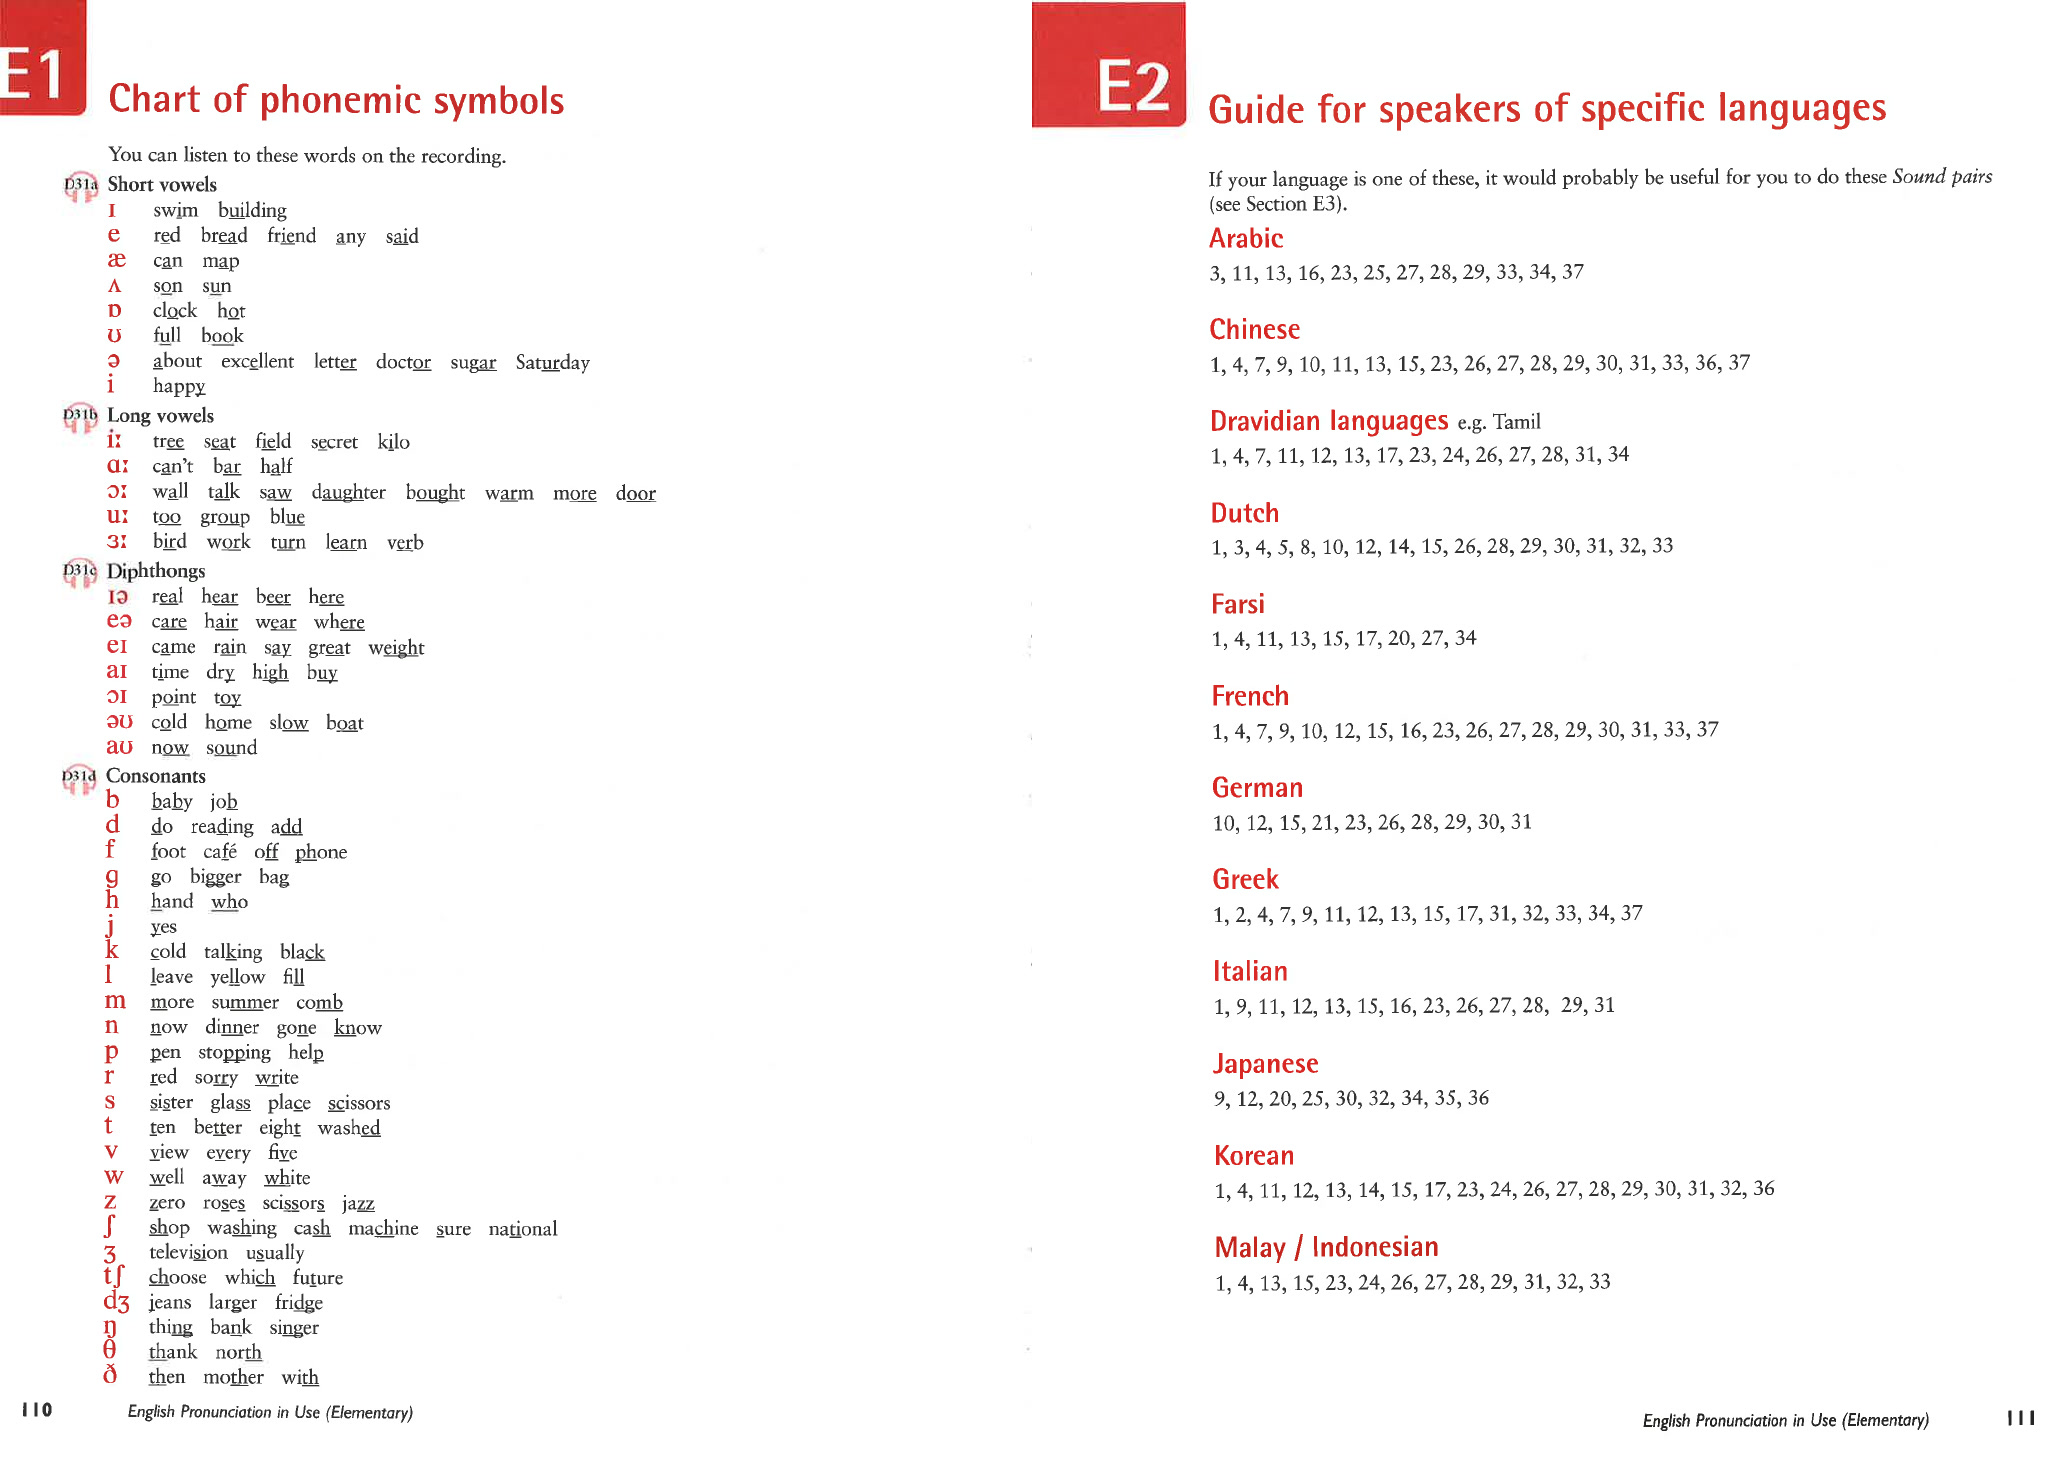 E1
Chart of phonemic symbols
You can listen to these words on the recording.
D31a Short vowels
ɪ swim building
e red bread friend any said
æ can map
ʌ son sun
ɒ clock hot
ʊ full book
ə about excellent letter doctor sugar Saturday
i happy
D31b Long vowels
iː tree seat field secret kilo
ɑː can't bar half
ɔː wall talk saw daughter bought warm more door
uː too group blue
ɜː bird work turn learn verb
D31c Diphthongs
ɪə real hear beer here
eə care hair wear where
eɪ came rain say great weight
aɪ time dry high buy
ɔɪ point toy
əʊ cold home slow boat
aʊ now sound
D31d Consonants
b baby job
d do reading add
f foot café off phone
g go bigger bag
h hand who
j yes
k cold talking black
l leave yellow fill
m more summer comb
n now dinner gone know
p pen stopping help
r red sorry write
s sister glass place scissors
t ten better eight washed
v view every five
w well away white
z zero roses scissors jazz
ʃ shop washing cash machine sure national
ʒ television usually
tʃ choose which future
dʒ jeans larger fridge
ŋ thing bank singer
θ thank north
ð then mother with
110 English Pronunciation in Use (Elementary)
E2
Guide for speakers of specific languages
If your language is one of these, it would probably be useful for you to do these Sound pairs
(see Section E3).
Arabic
3, 11, 13, 16, 23, 25, 27, 28, 29, 33, 34, 37
Chinese
1, 4, 7, 9, 10, 11, 13, 15, 23, 26, 27, 28, 29, 30, 31, 33, 36, 37
Dravidian languages e.g. Tamil
1, 4, 7, 11, 12, 13, 17, 23, 24, 26, 27, 28, 31, 34
Dutch
1, 3, 4, 5, 8, 10, 12, 14, 15, 26, 28, 29, 30, 31, 32, 33
Farsi
1, 4, 11, 13, 15, 17, 20, 27, 34
French
1, 4, 7, 9, 10, 12, 15, 16, 23, 26, 27, 28, 29, 30, 31, 33, 37
German
10, 12, 15, 21, 23, 26, 28, 29, 30, 31
Greek
1, 2, 4, 7, 9, 11, 12, 13, 15, 17, 31, 32, 33, 34, 37
Italian
1, 9, 11, 12, 13, 15, 16, 23, 26, 27, 28, 29, 31
Japanese
9, 12, 20, 25, 30, 32, 34, 35, 36
Korean
1, 4, 11, 12, 13, 14, 15, 17, 23, 24, 26, 27, 28, 29, 30, 31, 32, 36
Malay / Indonesian
1, 4, 13, 15, 23, 24, 26, 27, 28, 29, 31, 32, 33
English Pronunciation in Use (Elementary) 111